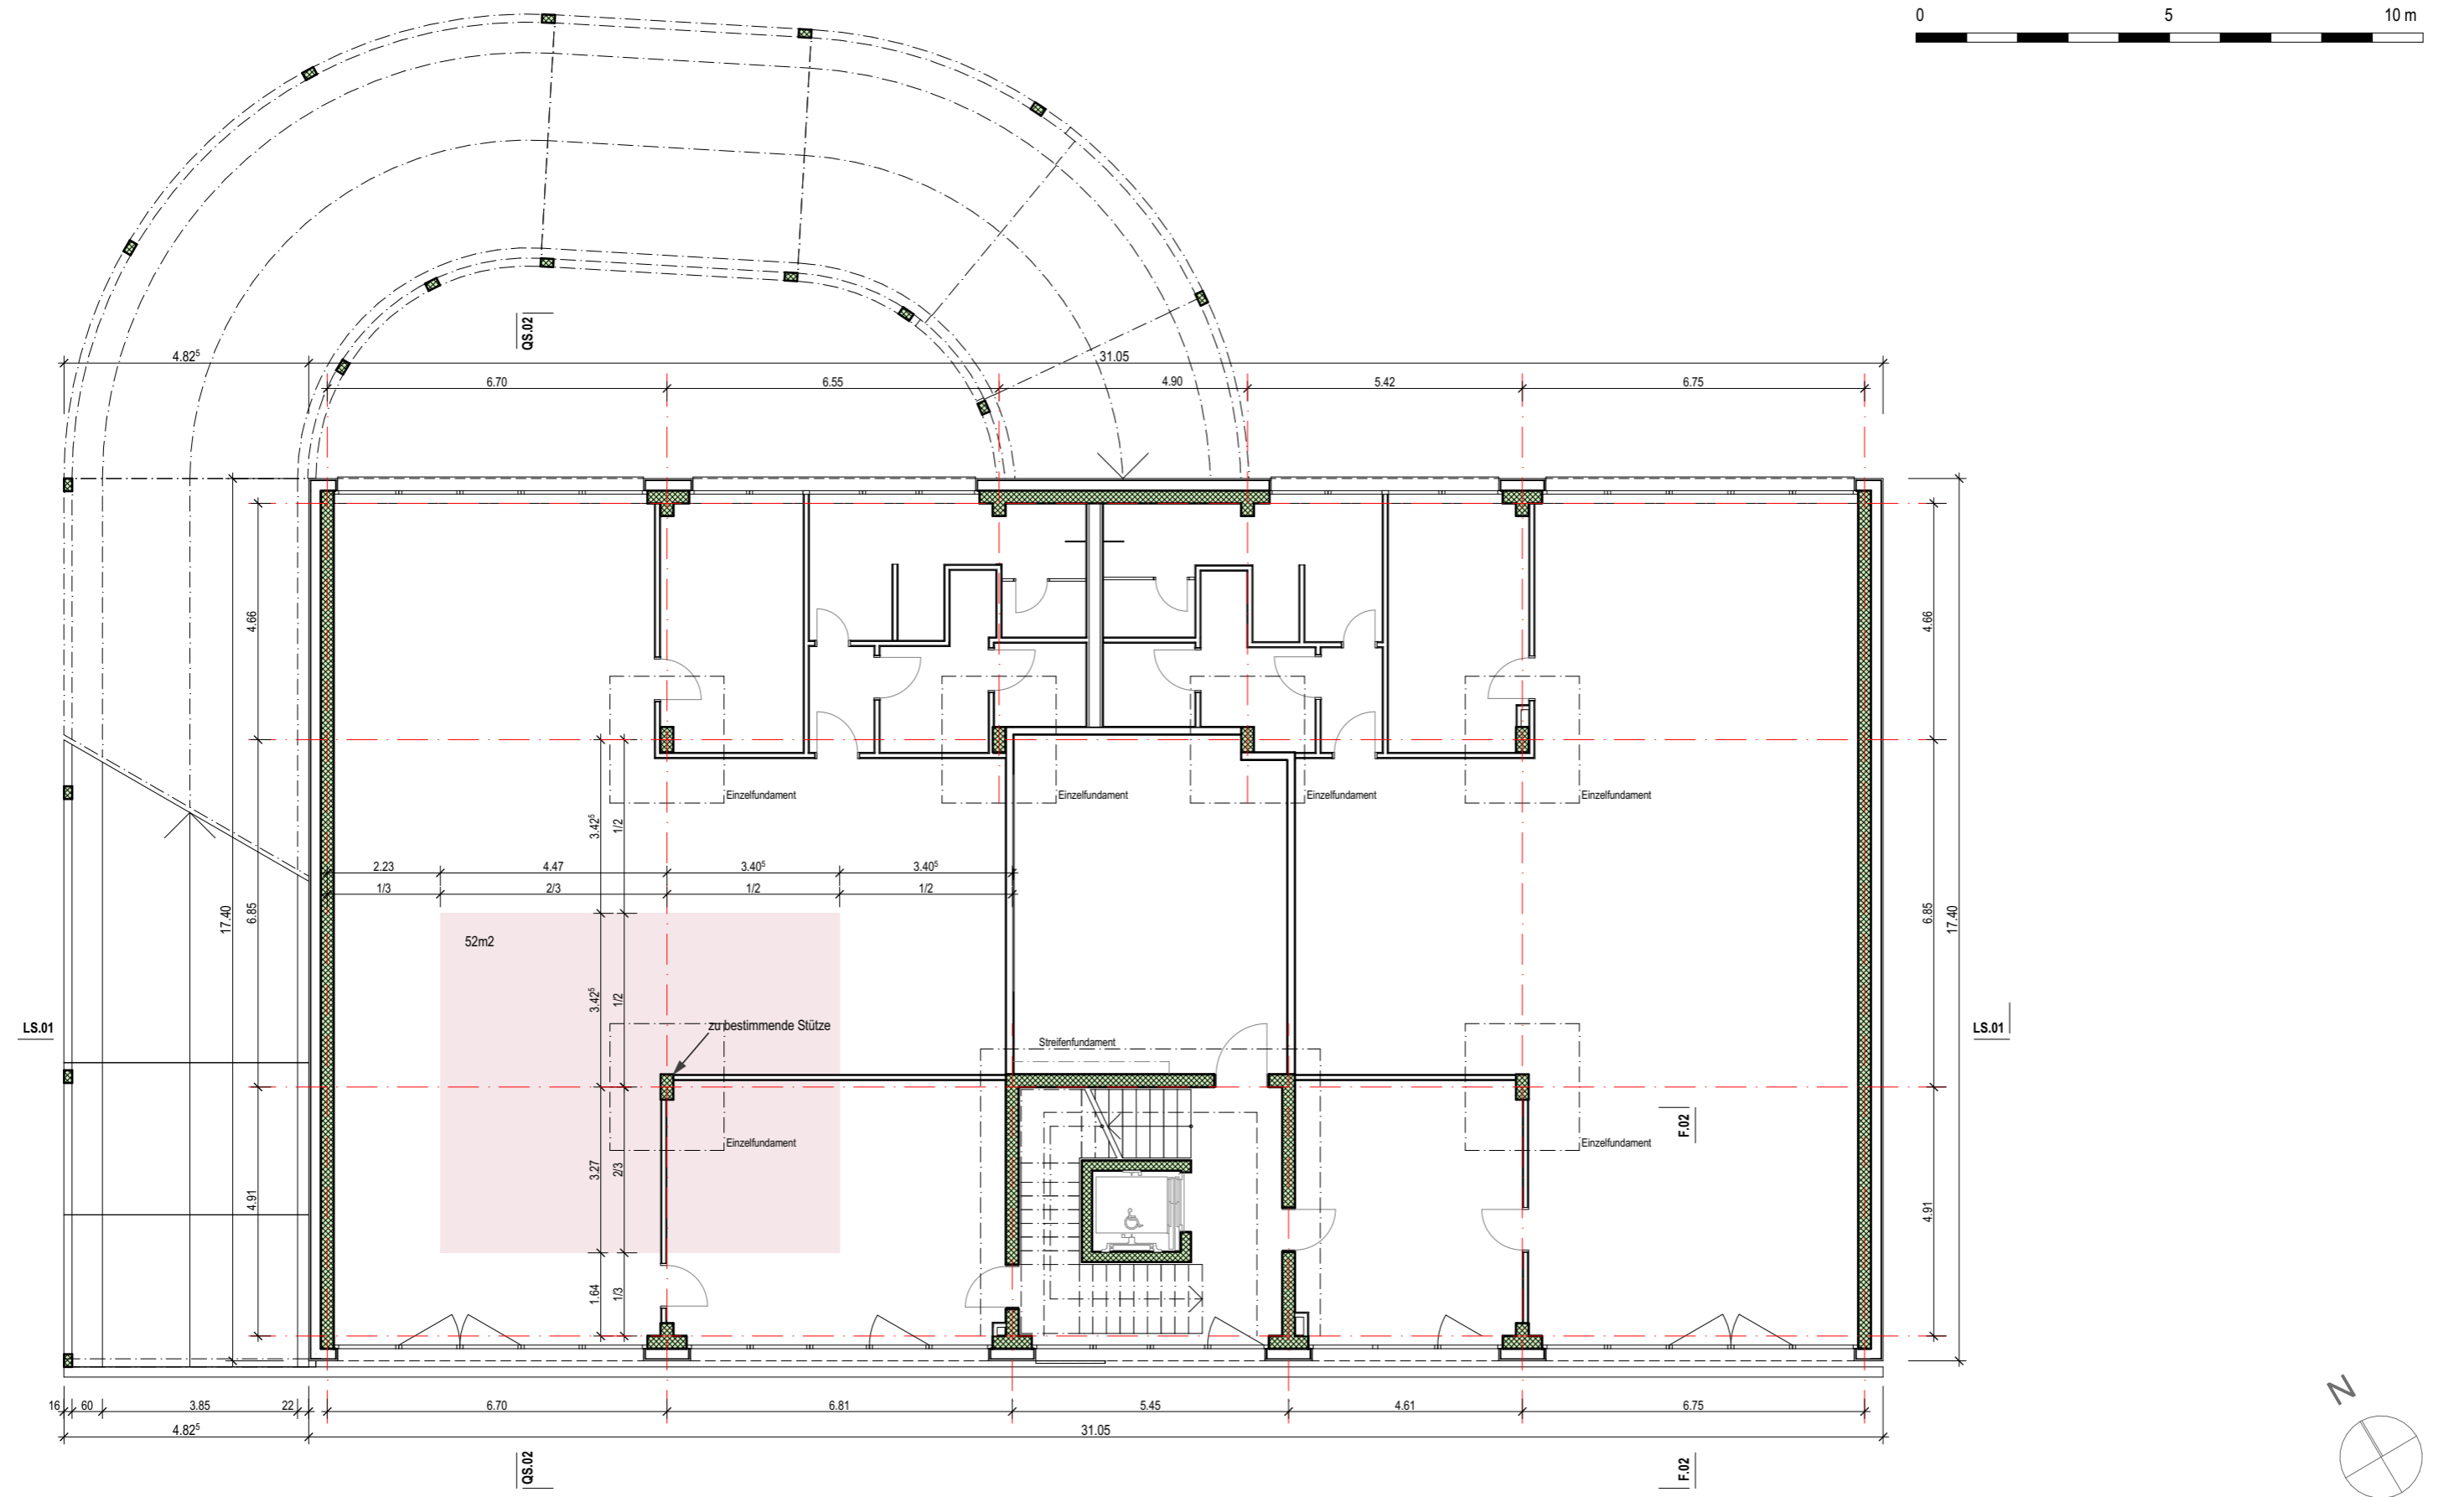 0 5 10 m
QS.02
4.82⁵ 31.05
6.70 6.55 4.90 5.42 6.75
4.66
4.66
Einzelfundament Einzelfundament Einzelfundament Einzelfundament
3.42⁵ 1/2
2.23 4.47 3.40⁵ 3.40⁵
1/3 2/3 1/2 1/2
17.40 6.85
6.85 17.40
52m2
3.42⁵ 1/2
LS.01
zu bestimmende Stütze
Streifenfundament
LS.01
F.02
Einzelfundament Einzelfundament
3.27 2/3
4.91
4.91
1.64 1/3
16 60 3.85 22 6.70 6.81 5.45 4.61 6.75
4.82⁵ 31.05
QS.02
F.02
N